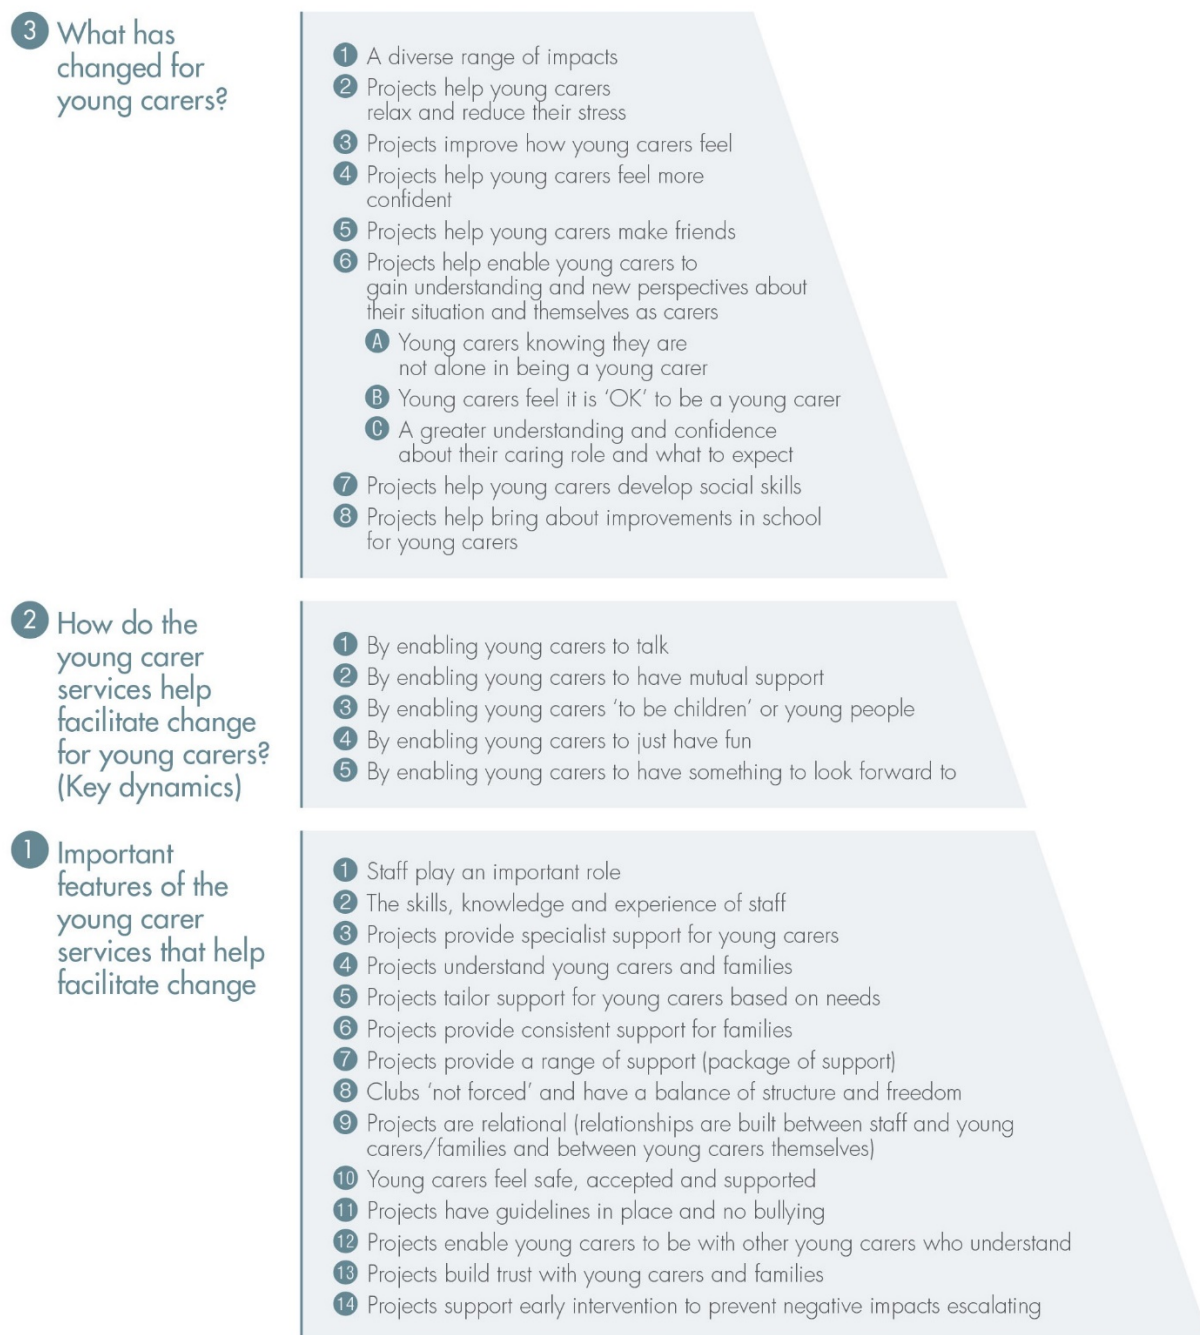 3 What has
changed for
young carers?
1 A diverse range of impacts
2 Projects help young carers
relax and reduce their stress
3 Projects improve how young carers feel
4 Projects help young carers feel more
confident
5 Projects help young carers make friends
6 Projects help enable young carers to
gain understanding and new perspectives about
their situation and themselves as carers
A Young carers knowing they are
not alone in being a young carer
B Young carers feel it is ‘OK’ to be a young carer
C A greater understanding and confidence
about their caring role and what to expect
7 Projects help young carers develop social skills
8 Projects help bring about improvements in school
for young carers
2 How do the
young carer
services help
facilitate change
for young carers?
(Key dynamics)
1 By enabling young carers to talk
2 By enabling young carers to have mutual support
3 By enabling young carers ‘to be children’ or young people
4 By enabling young carers to just have fun
5 By enabling young carers to have something to look forward to
1 Important
features of the
young carer
services that help
facilitate change
1 Staff play an important role
2 The skills, knowledge and experience of staff
3 Projects provide specialist support for young carers
4 Projects understand young carers and families
5 Projects tailor support for young carers based on needs
6 Projects provide consistent support for families
7 Projects provide a range of support (package of support)
8 Clubs ‘not forced’ and have a balance of structure and freedom
9 Projects are relational (relationships are built between staff and young
carers/families and between young carers themselves)
10 Young carers feel safe, accepted and supported
11 Projects have guidelines in place and no bullying
12 Projects enable young carers to be with other young carers who understand
13 Projects build trust with young carers and families
14 Projects support early intervention to prevent negative impacts escalating